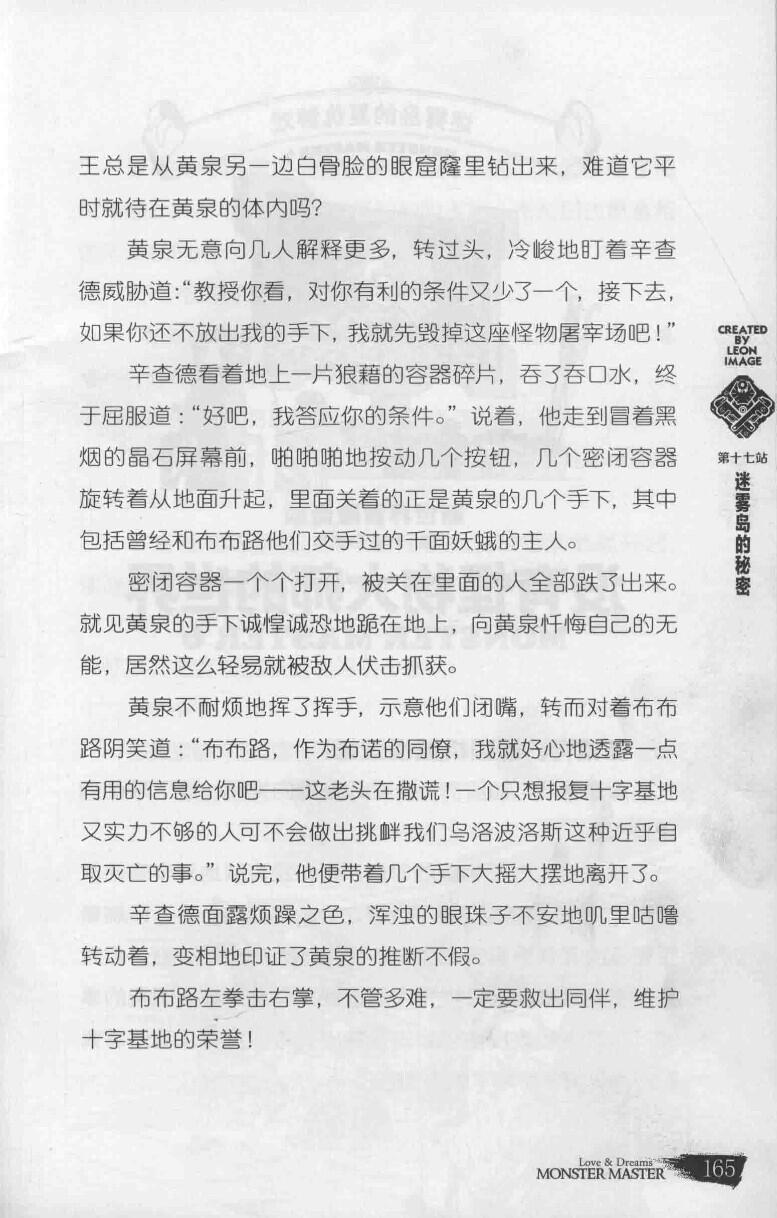 王总是从黄泉另一边白骨脸的眼窟窿里钻出来，难道它平
时就待在黄泉的体内吗？
黄泉无意向几人解释更多，转过头，冷峻地盯着辛查
德威胁道：“教授你看，对你有利的条件又少了一个，接下去，
如果你还不放出我的手下，我就先毁掉这座怪物屠宰场吧！”
辛查德看着地上一片狼藉的容器碎片，吞了吞口水，终
于屈服道：“好吧，我答应你的条件。”说着，他走到冒着黑
烟的晶石屏幕前，啪啪啪地按动几个按钮，几个密闭容器
旋转着从地面升起，里面关着的正是黄泉的几个手下，其中
包括曾经和布布路他们交手过的千面妖蛾的主人。
密闭容器一个个打开，被关在里面的人全部跌了出来。
就见黄泉的手下诚惶诚恐地跪在地上，向黄泉忏悔自己的无
能，居然这么轻易就被敌人伏击抓获。
黄泉不耐烦地挥了挥手，示意他们闭嘴，转而对着布布
路阴笑道：“布布路，作为布诺的同僚，我就好心地透露一点
有用的信息给你吧——这老头在撒谎！一个只想报复十字基地
又实力不够的人可不会做出挑衅我们乌洛波洛斯这种近乎自
取灭亡的事。”说完，他便带着几个手下大摇大摆地离开了。
辛查德面露烦躁之色，浑浊的眼珠子不安地叽里咕噜
转动着，变相地印证了黄泉的推断不假。
布布路左拳击右掌，不管多难，一定要救出同伴，维护
十字基地的荣誉！
CREATED
BY
LEON
IMAGE
第十七站
迷雾岛的秘密
Love & Dreams
MONSTER MASTER
165